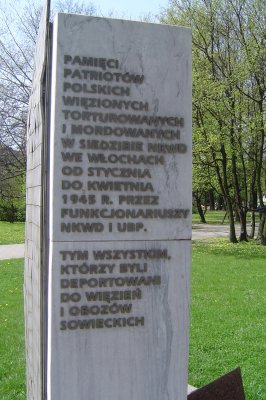 PAMIĘCI
PATRIOTÓW
POLSKICH
WIĘZIONYCH
TORTUROWANYCH
I MORDOWANYCH
W SIEDZIBIE NKWD
WE WŁOCHACH
OD STYCZNIA
DO KWIETNIA
1945 R. PRZEZ
FUNKCJONARIUSZY
NKWD I UBP.
TYM WSZYSTKIM,
KTÓRZY BYLI
DEPORTOWANI
DO WIĘZIEŃ
I OBOZÓW
SOWIECKICH